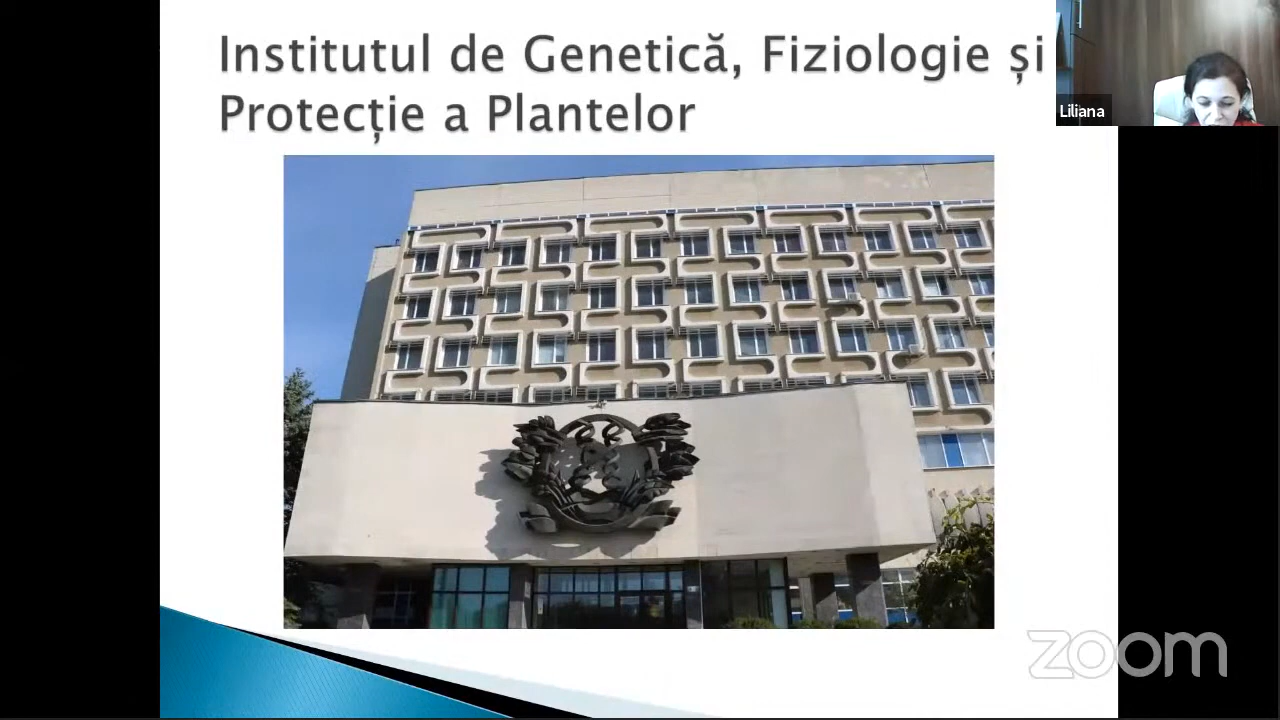 Institutul de Genetică, Fiziologie și
Protecție a Plantelor
Liliana
zoom